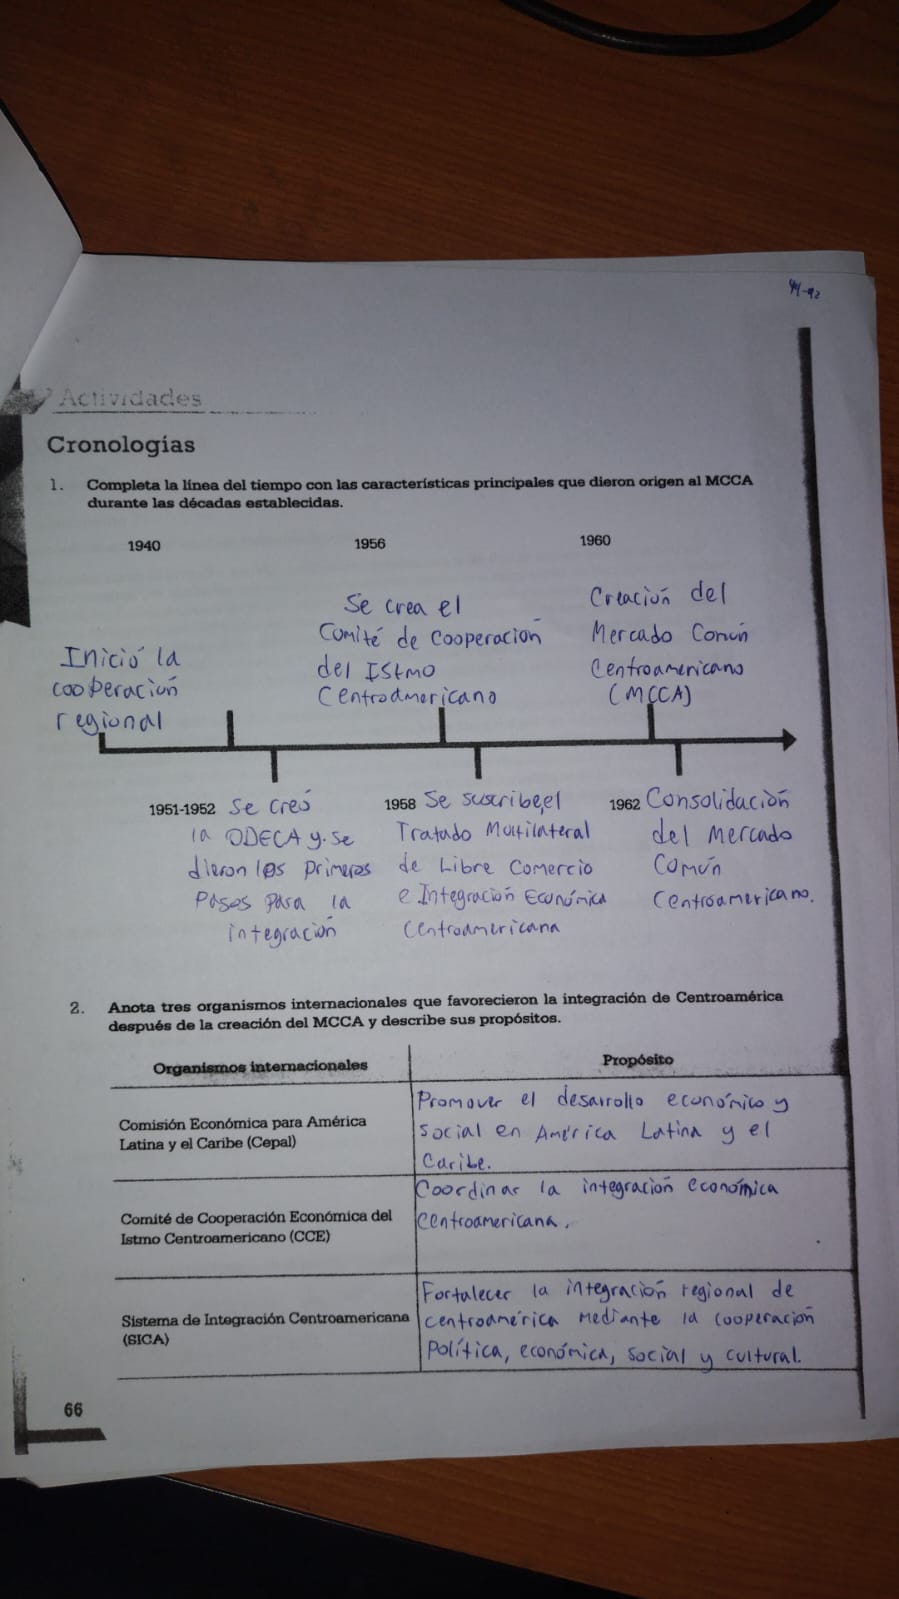 44-92
Actividades
Cronologías
1. Completa la línea del tiempo con las características principales que dieron origen al MCCA
durante las décadas establecidas.
1940
1956
1960
Inició la
cooperación
regional
Se crea el
Comité de Cooperación
del Istmo
Centroamericano
Creación del
Mercado Común
Centroamericano
(MCCA)
1951-1952 Se creó
la ODECA y se
dieron los primeros
Pasos para la
integración
1958 Se suscribe el
Tratado Multilateral
de Libre Comercio
e Integración Económica
Centroamericana
1962 Consolidación
del Mercado
Común
Centroamericano.
2. Anota tres organismos internacionales que favorecieron la integración de Centroamérica
después de la creación del MCCA y describe sus propósitos.
Organismos internacionales
Propósito
Comisión Económica para América
Latina y el Caribe (Cepal)
Promover el desarrollo económico y
social en América Latina y el
Caribe.
Comité de Cooperación Económica del
Istmo Centroamericano (CCE)
Coordinar la integración económica
Centroamericana.
Sistema de Integración Centroamericana
(SICA)
Fortalecer la integración regional de
centroamérica mediante la cooperación
Política, económica, social y cultural.
66